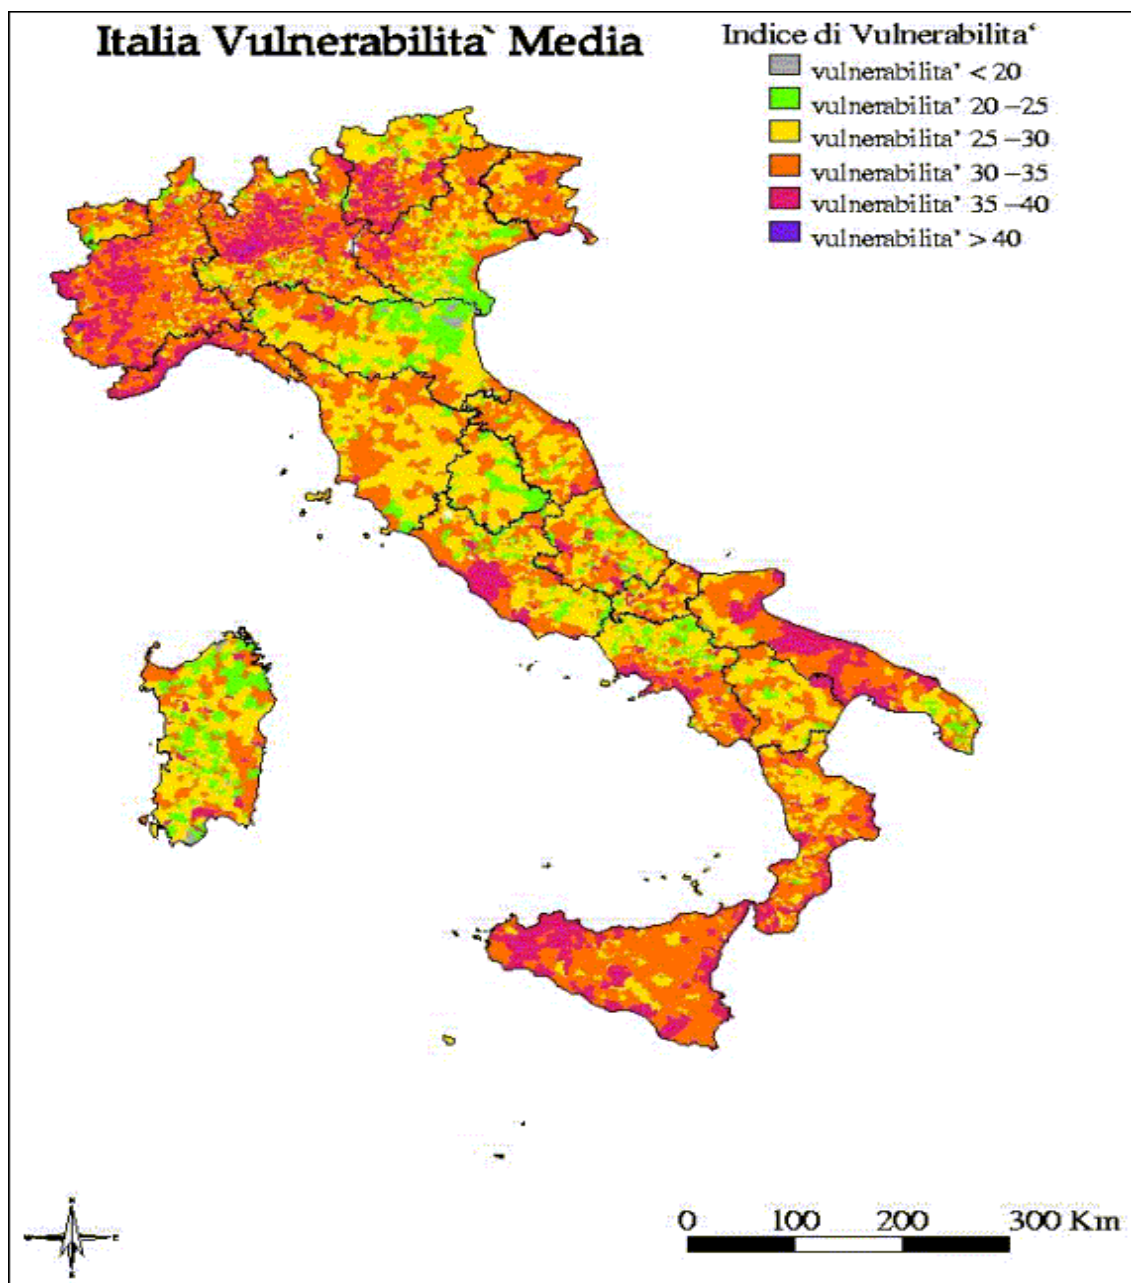 Italia Vulnerabilita` Media
Indice di Vulnerabilita‘
vulnerabilita’ < 20
vulnerabilita’ 20 –25
vulnerabilita’ 25 –30
vulnerabilita’ 30 –35
vulnerabilita’ 35 –40
vulnerabilita’ > 40
0 100 200 300 Km